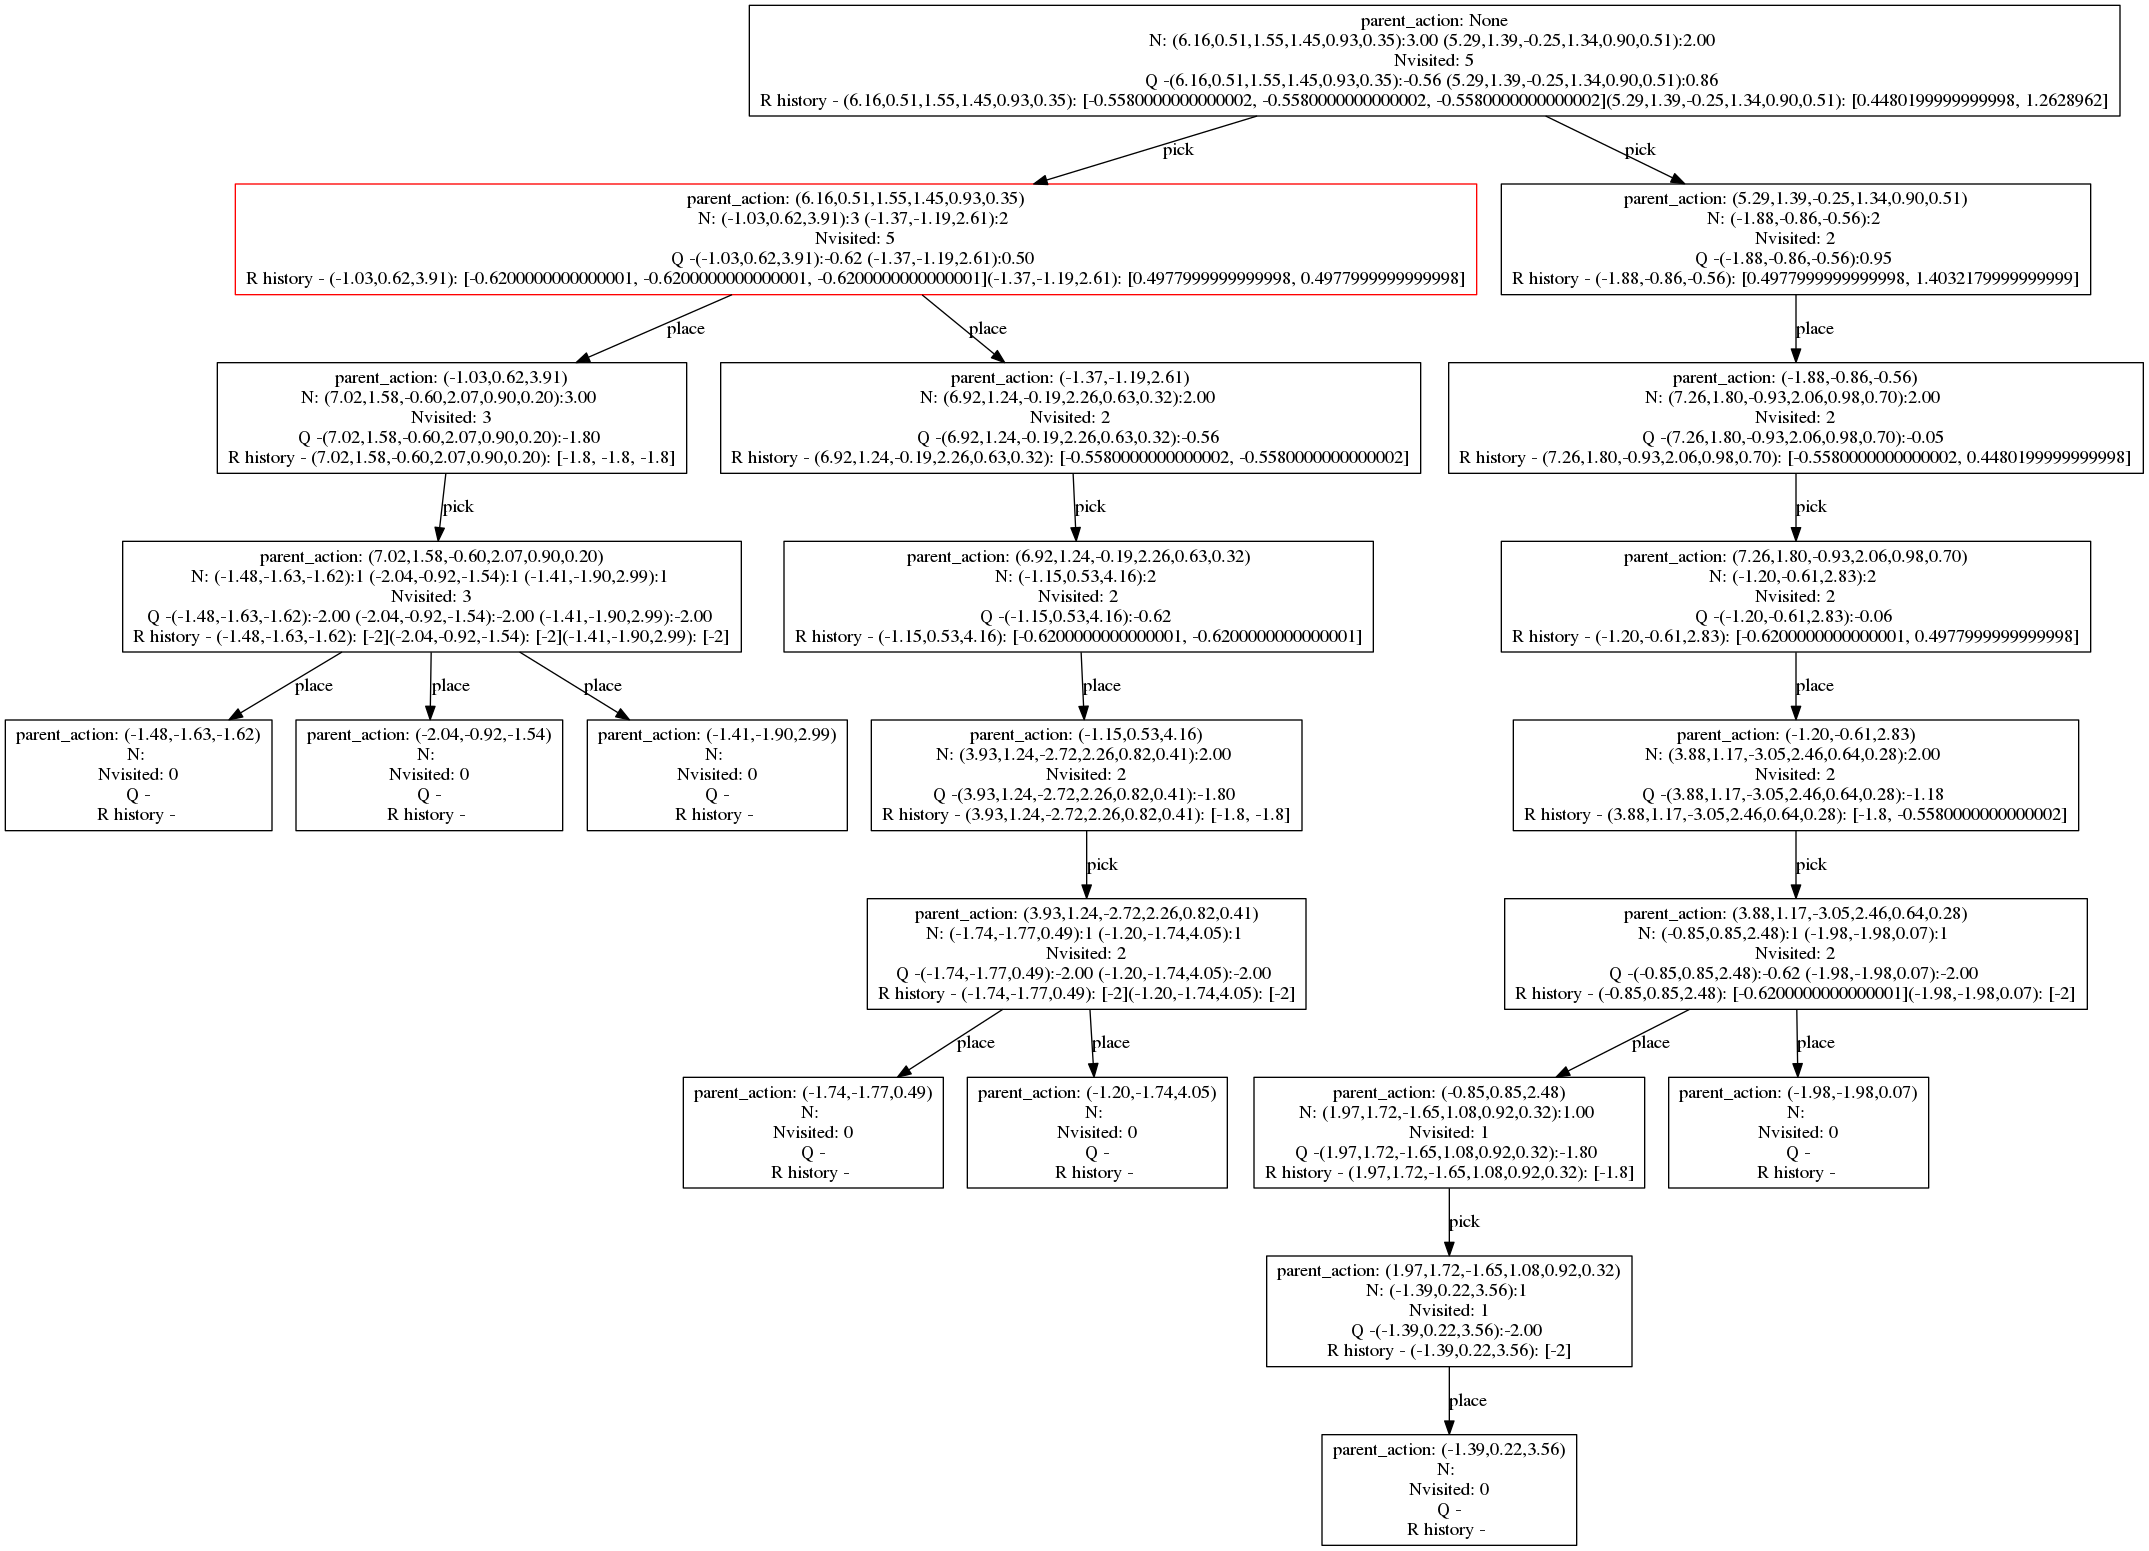 parent_action: None
N: (6.16,0.51,1.55,1.45,0.93,0.35):3.00 (5.29,1.39,-0.25,1.34,0.90,0.51):2.00
Nvisited: 5
Q -(6.16,0.51,1.55,1.45,0.93,0.35):-0.56 (5.29,1.39,-0.25,1.34,0.90,0.51):0.86
R history - (6.16,0.51,1.55,1.45,0.93,0.35): [-0.5580000000000002, -0.5580000000000002, -0.5580000000000002](5.29,1.39,-0.25,1.34,0.90,0.51): [0.4480199999999998, 1.2628962]
pick
pick
parent_action: (6.16,0.51,1.55,1.45,0.93,0.35)
N: (-1.03,0.62,3.91):3 (-1.37,-1.19,2.61):2
Nvisited: 5
Q -(-1.03,0.62,3.91):-0.62 (-1.37,-1.19,2.61):0.50
R history - (-1.03,0.62,3.91): [-0.6200000000000001, -0.6200000000000001, -0.6200000000000001](-1.37,-1.19,2.61): [0.4977999999999998, 0.4977999999999998]
parent_action: (5.29,1.39,-0.25,1.34,0.90,0.51)
N: (-1.88,-0.86,-0.56):2
Nvisited: 2
Q -(-1.88,-0.86,-0.56):0.95
R history - (-1.88,-0.86,-0.56): [0.4977999999999998, 1.4032179999999999]
place
place
place
parent_action: (-1.03,0.62,3.91)
N: (7.02,1.58,-0.60,2.07,0.90,0.20):3.00
Nvisited: 3
Q -(7.02,1.58,-0.60,2.07,0.90,0.20):-1.80
R history - (7.02,1.58,-0.60,2.07,0.90,0.20): [-1.8, -1.8, -1.8]
parent_action: (-1.37,-1.19,2.61)
N: (6.92,1.24,-0.19,2.26,0.63,0.32):2.00
Nvisited: 2
Q -(6.92,1.24,-0.19,2.26,0.63,0.32):-0.56
R history - (6.92,1.24,-0.19,2.26,0.63,0.32): [-0.5580000000000002, -0.5580000000000002]
parent_action: (-1.88,-0.86,-0.56)
N: (7.26,1.80,-0.93,2.06,0.98,0.70):2.00
Nvisited: 2
Q -(7.26,1.80,-0.93,2.06,0.98,0.70):-0.05
R history - (7.26,1.80,-0.93,2.06,0.98,0.70): [-0.5580000000000002, 0.4480199999999998]
pick
pick
pick
parent_action: (7.02,1.58,-0.60,2.07,0.90,0.20)
N: (-1.48,-1.63,-1.62):1 (-2.04,-0.92,-1.54):1 (-1.41,-1.90,2.99):1
Nvisited: 3
Q -(-1.48,-1.63,-1.62):-2.00 (-2.04,-0.92,-1.54):-2.00 (-1.41,-1.90,2.99):-2.00
R history - (-1.48,-1.63,-1.62): [-2](-2.04,-0.92,-1.54): [-2](-1.41,-1.90,2.99): [-2]
parent_action: (6.92,1.24,-0.19,2.26,0.63,0.32)
N: (-1.15,0.53,4.16):2
Nvisited: 2
Q -(-1.15,0.53,4.16):-0.62
R history - (-1.15,0.53,4.16): [-0.6200000000000001, -0.6200000000000001]
parent_action: (7.26,1.80,-0.93,2.06,0.98,0.70)
N: (-1.20,-0.61,2.83):2
Nvisited: 2
Q -(-1.20,-0.61,2.83):-0.06
R history - (-1.20,-0.61,2.83): [-0.6200000000000001, 0.4977999999999998]
place
place
place
place
place
parent_action: (-1.48,-1.63,-1.62)
N:
Nvisited: 0
Q -
R history -
parent_action: (-2.04,-0.92,-1.54)
N:
Nvisited: 0
Q -
R history -
parent_action: (-1.41,-1.90,2.99)
N:
Nvisited: 0
Q -
R history -
parent_action: (-1.15,0.53,4.16)
N: (3.93,1.24,-2.72,2.26,0.82,0.41):2.00
Nvisited: 2
Q -(3.93,1.24,-2.72,2.26,0.82,0.41):-1.80
R history - (3.93,1.24,-2.72,2.26,0.82,0.41): [-1.8, -1.8]
parent_action: (-1.20,-0.61,2.83)
N: (3.88,1.17,-3.05,2.46,0.64,0.28):2.00
Nvisited: 2
Q -(3.88,1.17,-3.05,2.46,0.64,0.28):-1.18
R history - (3.88,1.17,-3.05,2.46,0.64,0.28): [-1.8, -0.5580000000000002]
pick
pick
parent_action: (3.93,1.24,-2.72,2.26,0.82,0.41)
N: (-1.74,-1.77,0.49):1 (-1.20,-1.74,4.05):1
Nvisited: 2
Q -(-1.74,-1.77,0.49):-2.00 (-1.20,-1.74,4.05):-2.00
R history - (-1.74,-1.77,0.49): [-2](-1.20,-1.74,4.05): [-2]
parent_action: (3.88,1.17,-3.05,2.46,0.64,0.28)
N: (-0.85,0.85,2.48):1 (-1.98,-1.98,0.07):1
Nvisited: 2
Q -(-0.85,0.85,2.48):-0.62 (-1.98,-1.98,0.07):-2.00
R history - (-0.85,0.85,2.48): [-0.6200000000000001](-1.98,-1.98,0.07): [-2]
place
place
place
place
parent_action: (-1.74,-1.77,0.49)
N:
Nvisited: 0
Q -
R history -
parent_action: (-1.20,-1.74,4.05)
N:
Nvisited: 0
Q -
R history -
parent_action: (-0.85,0.85,2.48)
N: (1.97,1.72,-1.65,1.08,0.92,0.32):1.00
Nvisited: 1
Q -(1.97,1.72,-1.65,1.08,0.92,0.32):-1.80
R history - (1.97,1.72,-1.65,1.08,0.92,0.32): [-1.8]
parent_action: (-1.98,-1.98,0.07)
N:
Nvisited: 0
Q -
R history -
pick
parent_action: (1.97,1.72,-1.65,1.08,0.92,0.32)
N: (-1.39,0.22,3.56):1
Nvisited: 1
Q -(-1.39,0.22,3.56):-2.00
R history - (-1.39,0.22,3.56): [-2]
place
parent_action: (-1.39,0.22,3.56)
N:
Nvisited: 0
Q -
R history -